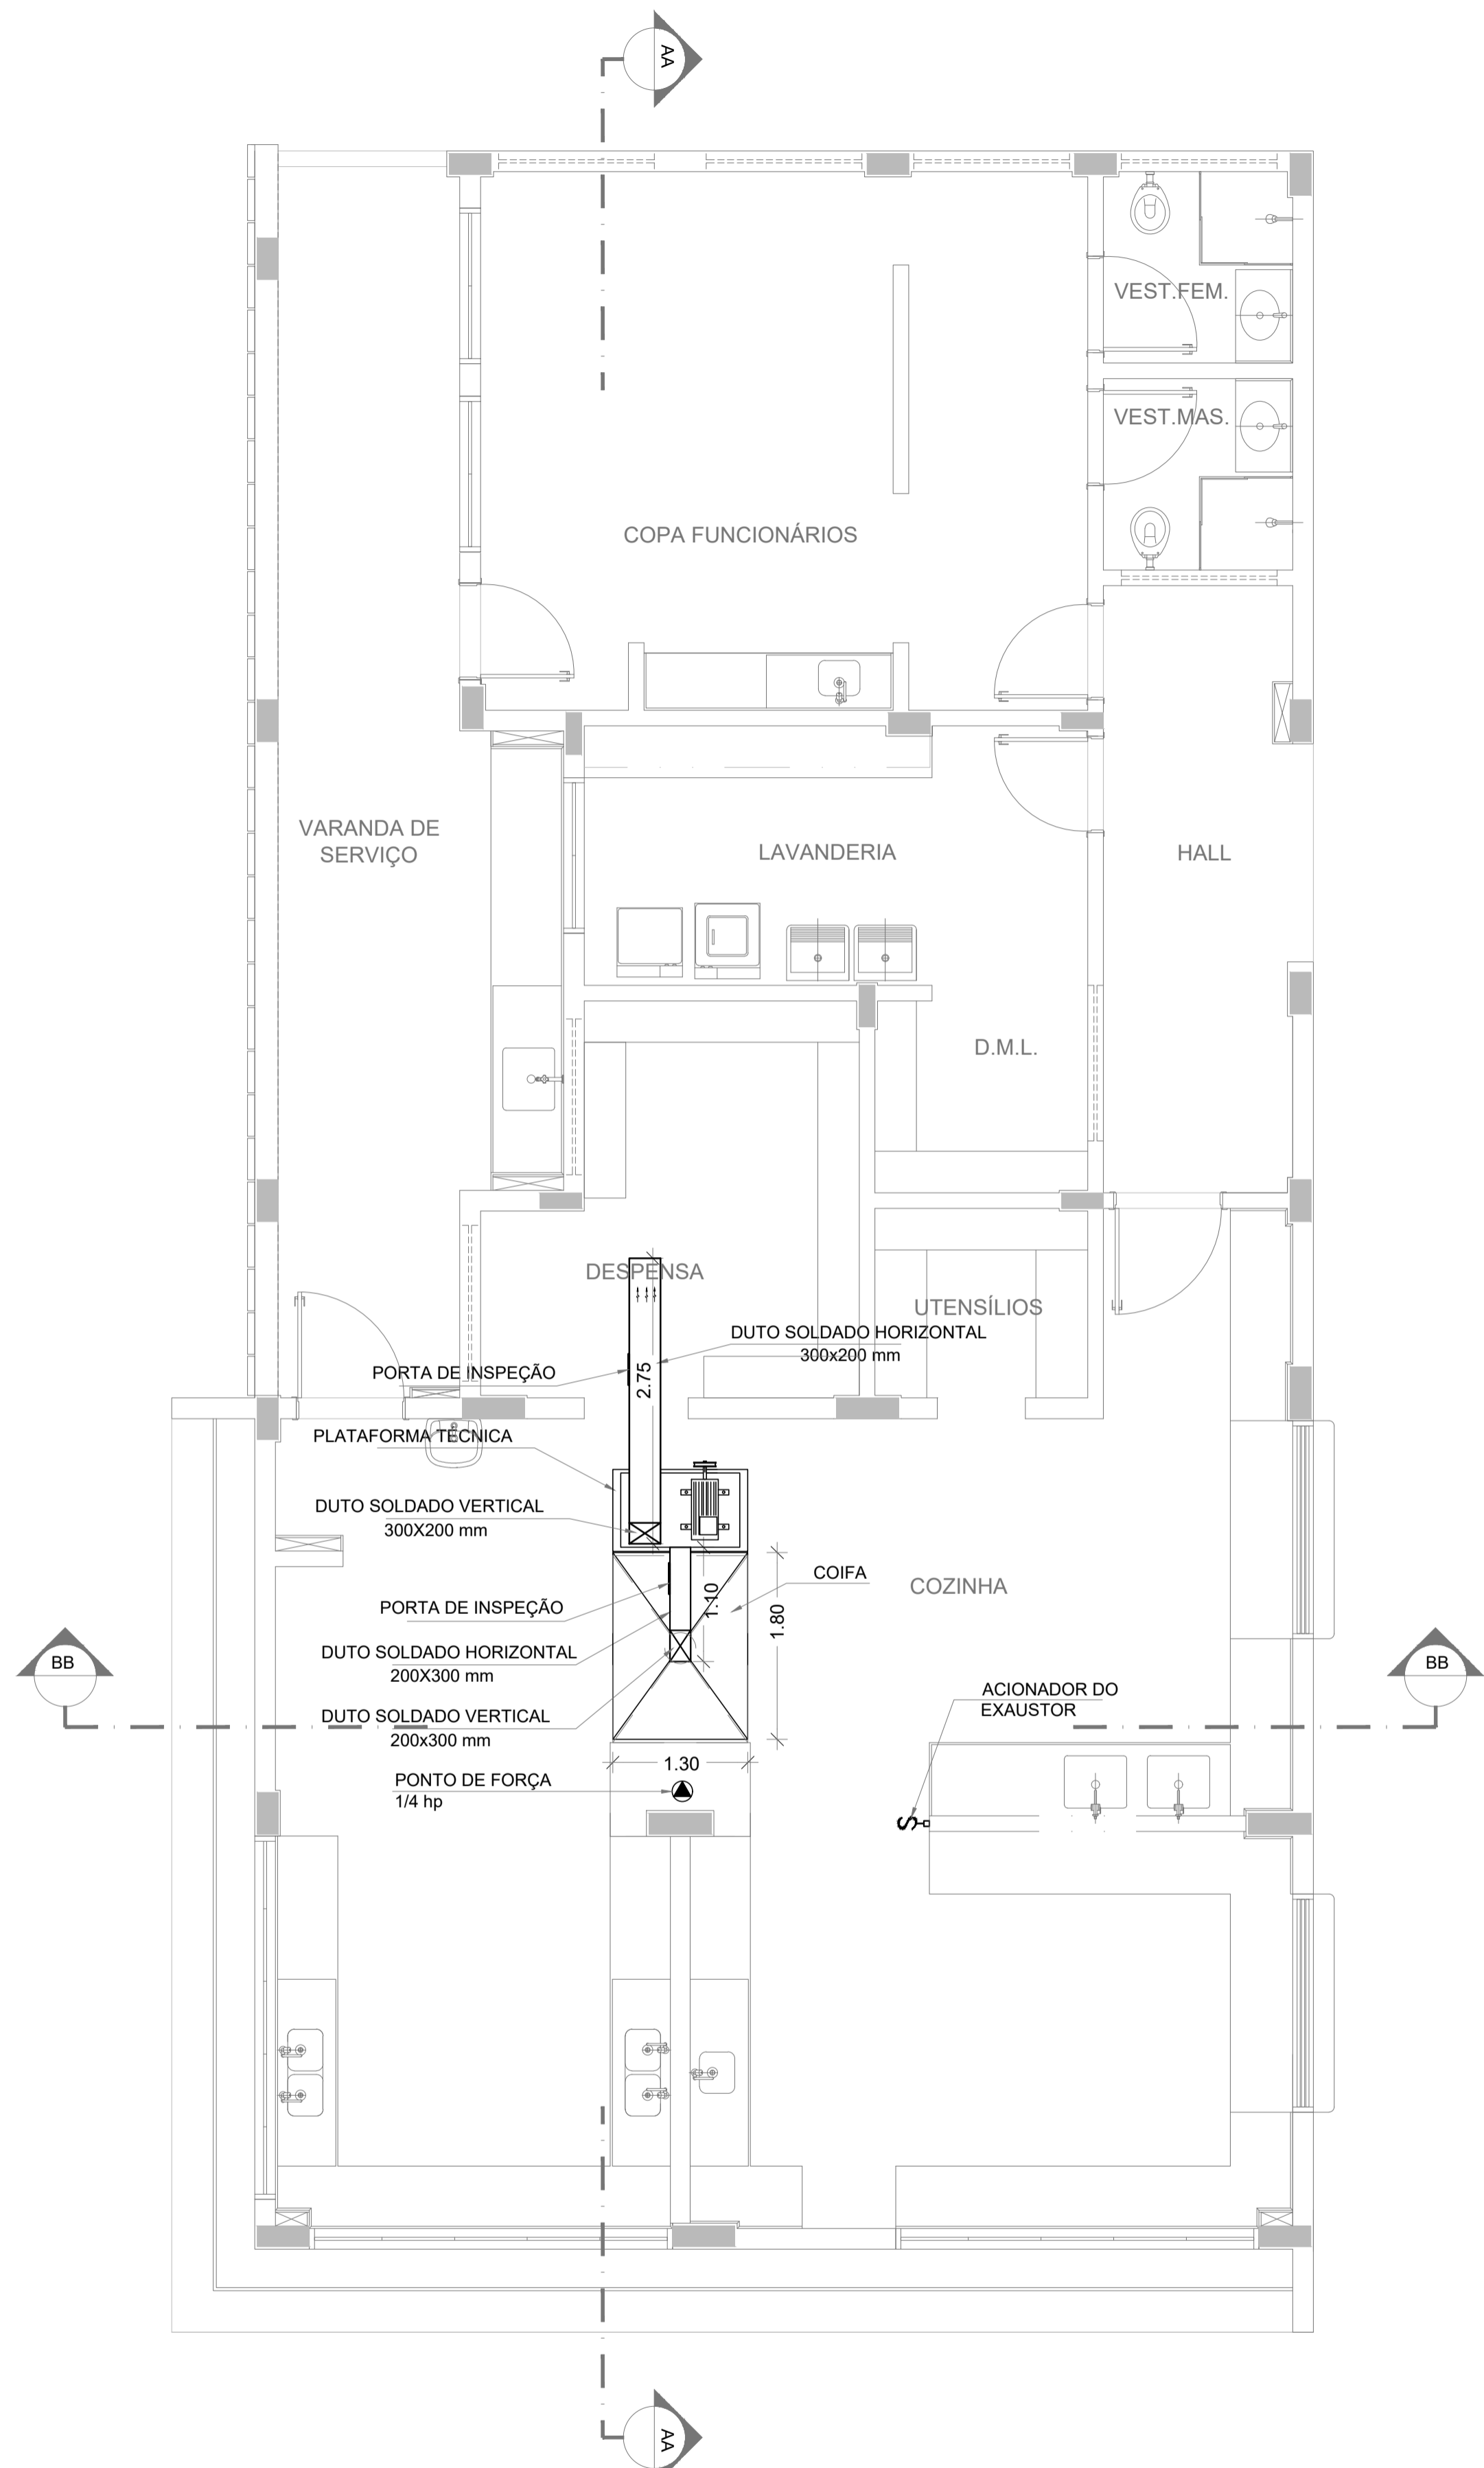 AA
VEST.FEM.
VEST.MAS.
COPA FUNCIONÁRIOS
VARANDA DE
SERVIÇO
LAVANDERIA
HALL
D.M.L.
DESPENSA
UTENSÍLIOS
DUTO SOLDADO HORIZONTAL
300x200 mm
PORTA DE INSPEÇÃO
2.75
PLATAFORMA TÉCNICA
DUTO SOLDADO VERTICAL
300X200 mm
COIFA
COZINHA
1.10
1.80
PORTA DE INSPEÇÃO
DUTO SOLDADO HORIZONTAL
200X300 mm
BB
BB
ACIONADOR DO
EXAUSTOR
DUTO SOLDADO VERTICAL
200x300 mm
1.30
PONTO DE FORÇA
1/4 hp
S
AA